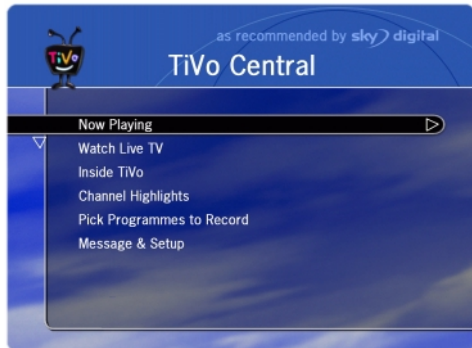 as recommended by sky digital
TiVo
TiVo Central
Now Playing
Watch Live TV
Inside TiVo
Channel Highlights
Pick Programmes to Record
Message & Setup